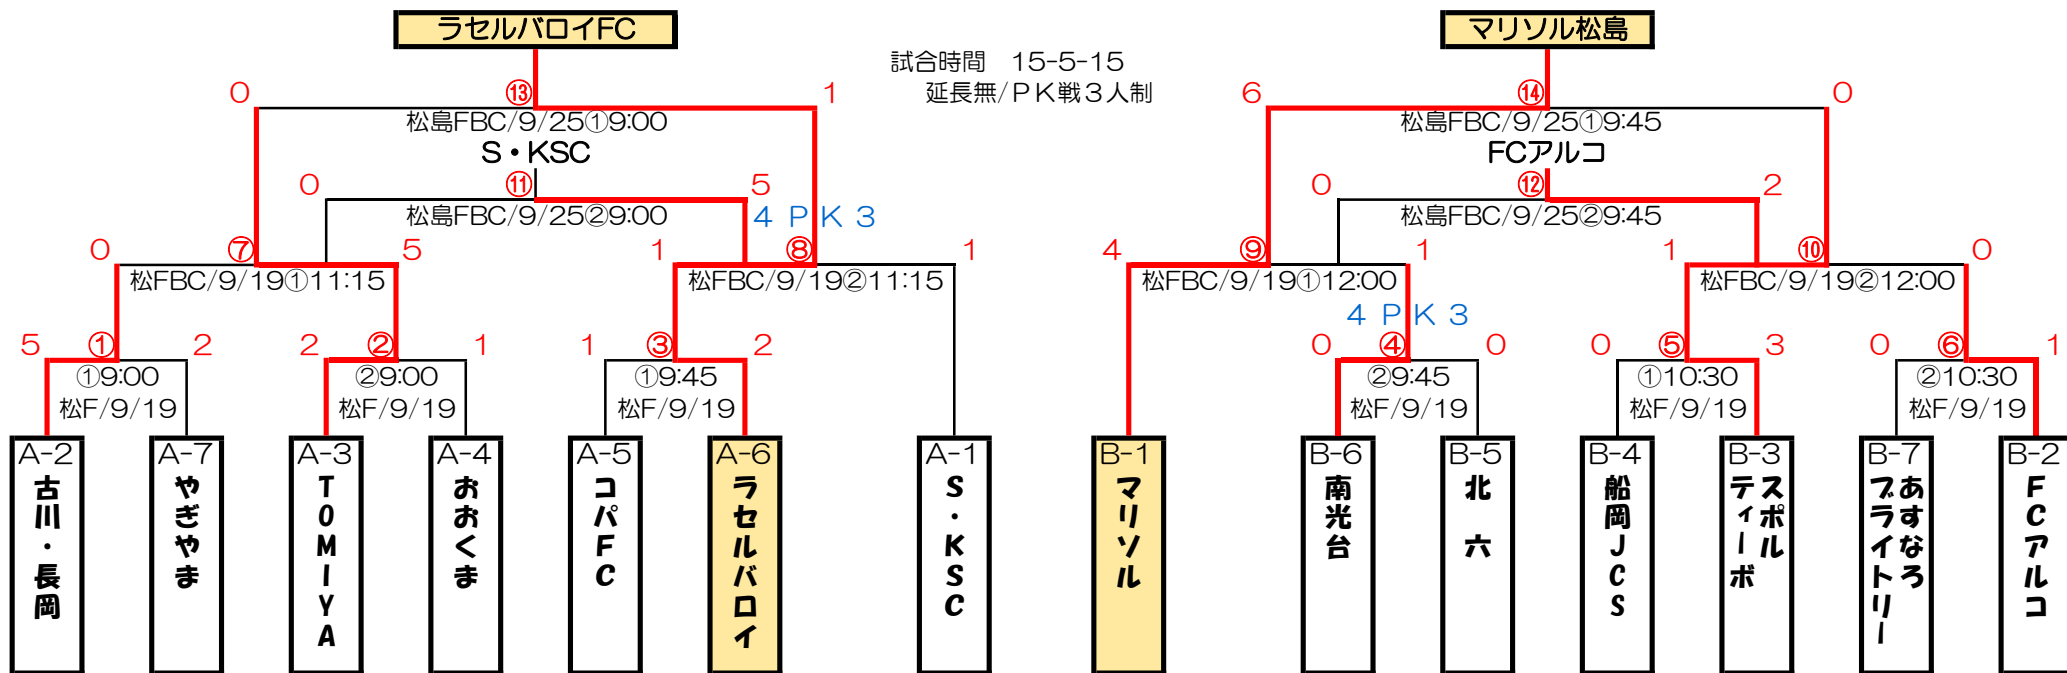 ラセルバロイFC マリソル松島
試合時間 15-5-15
延長無/PK戦3人制
0 ⑬ 1 6 ⑭ 0
松島FBC/9/25①9:00 松島FBC/9/25①9:45
S・KSC FCアルコ
0 ⑪ 5 0 ⑫ 2
松島FBC/9/25②9:00 4 PK 3 松島FBC/9/25②9:45
0 ⑦ 5 1 ⑧ 1 4 ⑨ 1 1 ⑩ 0
松FBC/9/19①11:15 松FBC/9/19②11:15 松FBC/9/19①12:00 松FBC/9/19②12:00
4 PK 3
5 ① 2 2 ② 1 1 ③ 2 0 ④ 0 0 ⑤ 3 0 ⑥ 1
①9:00 ②9:00 ①9:45 ②9:45 ①10:30 ②10:30
松F/9/19 松F/9/19 松F/9/19 松F/9/19 松F/9/19 松F/9/19
A-2 A-7 A-3 A-4 A-5 A-6 A-1 B-1 B-6 B-5 B-4 B-3 B-7 B-2
古川・長岡
やぎやま
TOMIYA
おおくま
コパFC
ラセルバロイ
S・KSC
マリソル
南光台
北六
船岡JCS
スポル
ティーボ
あすなろ
ブライトリー
FCアルコ